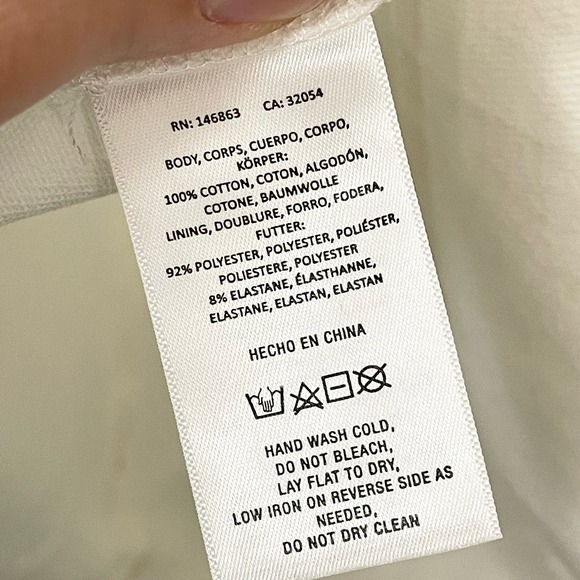 RN: 146863 CA: 32054
BODY, CORPS, CUERPO, CORPO,
KÖRPER:
100% COTTON, COTON, ALGODÓN,
COTONE, BAUMWOLLE
LINING, DOUBLURE, FORRO, FODERA,
FUTTER:
92% POLYESTER, POLYESTER, POLIÉSTER,
POLIESTERE, POLYESTER
8% ELASTANE, ÉLASTHANNE,
ELASTANE, ELASTAN, ELASTAN
HECHO EN CHINA
HAND WASH COLD,
DO NOT BLEACH,
LAY FLAT TO DRY,
LOW IRON ON REVERSE SIDE AS
NEEDED,
DO NOT DRY CLEAN